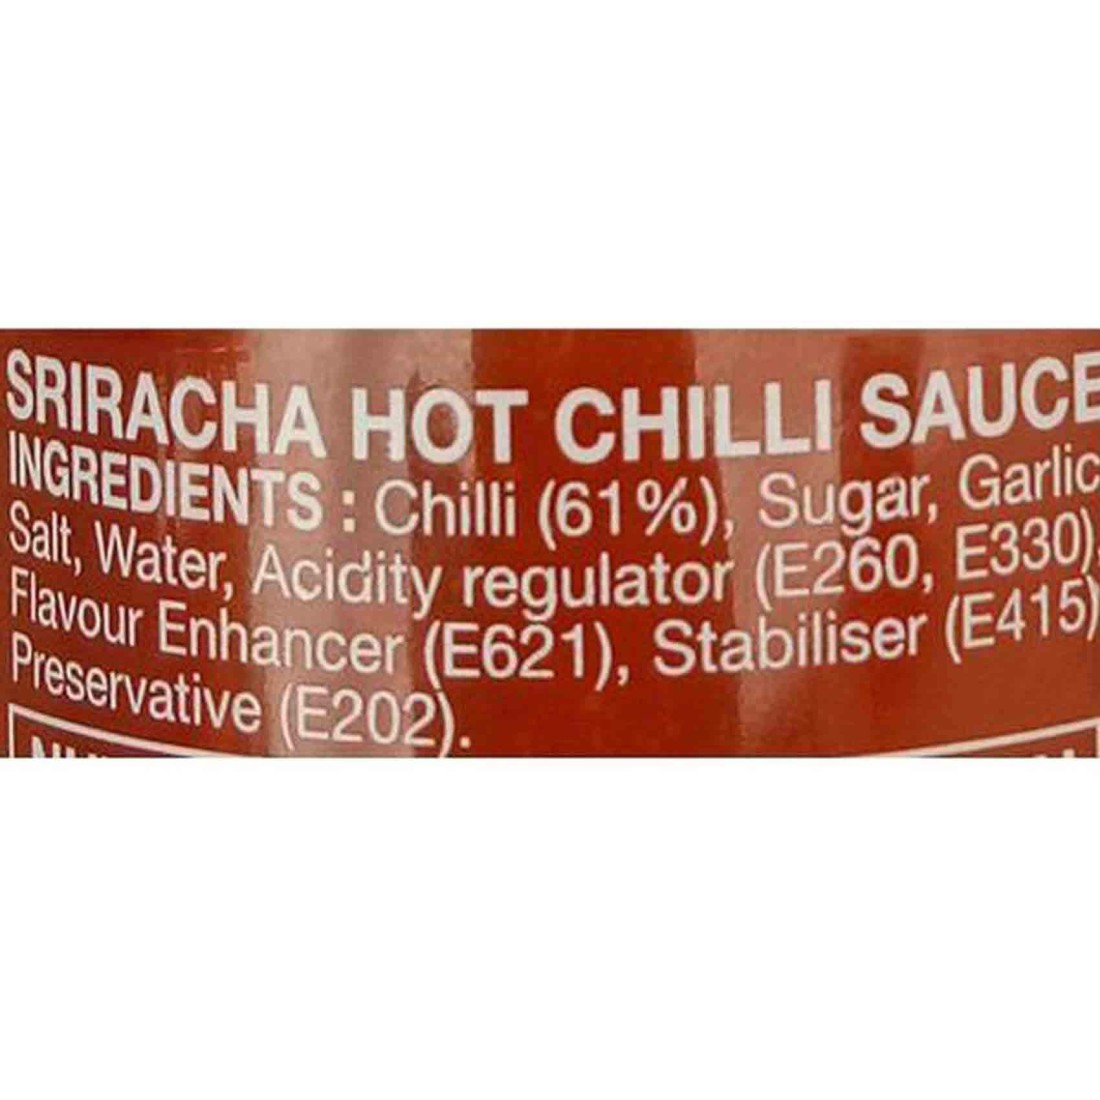 SRIRACHA HOT CHILLI SAUCE
INGREDIENTS : Chilli (61%), Sugar, Garlic
Salt, Water, Acidity regulator (E260, E330),
Flavour Enhancer (E621), Stabiliser (E415)
Preservative (E202).